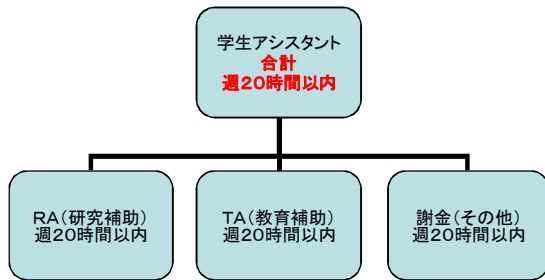 学生アシスタント
合計
週２０時間以内
ＲＡ（研究補助）
週２０時間以内
ＴＡ（教育補助）
週２０時間以内
謝金（その他）
週２０時間以内